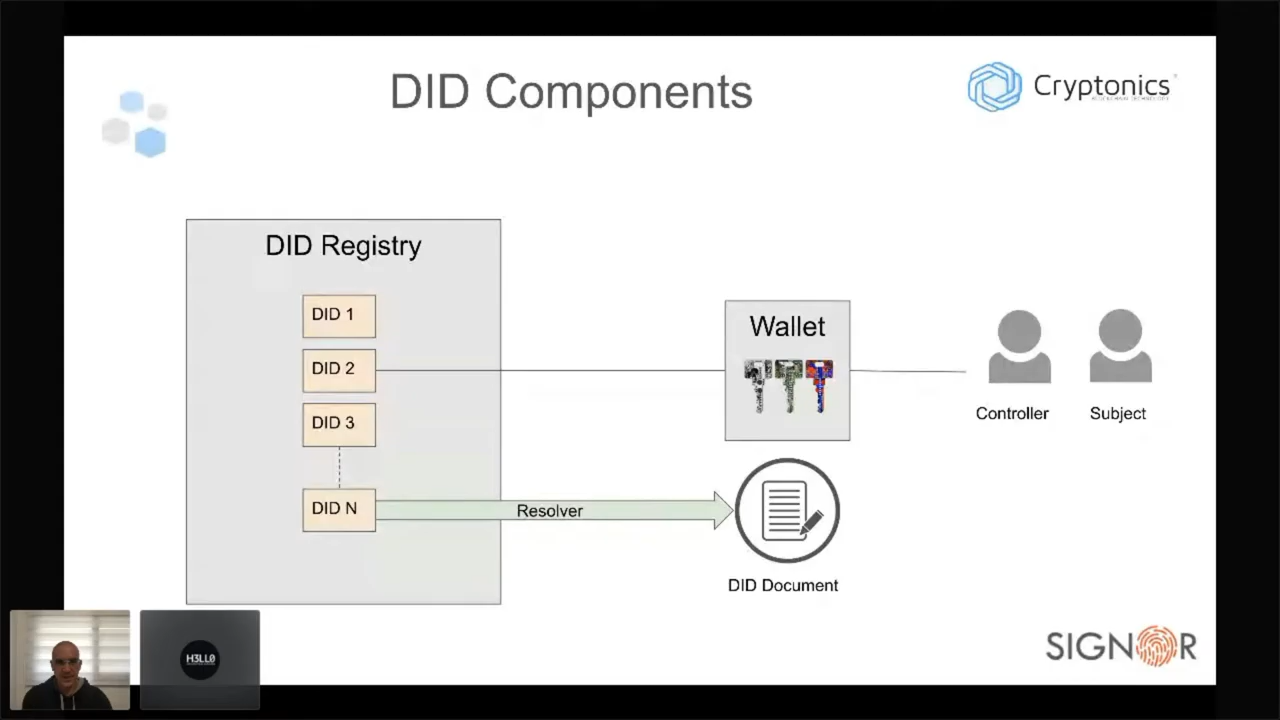 DID Components
Cryptonics
DID Registry
DID 1
DID 2
DID 3
DID N
Resolver
Wallet
Controller
Subject
DID Document
H3LL0
SIGNOR